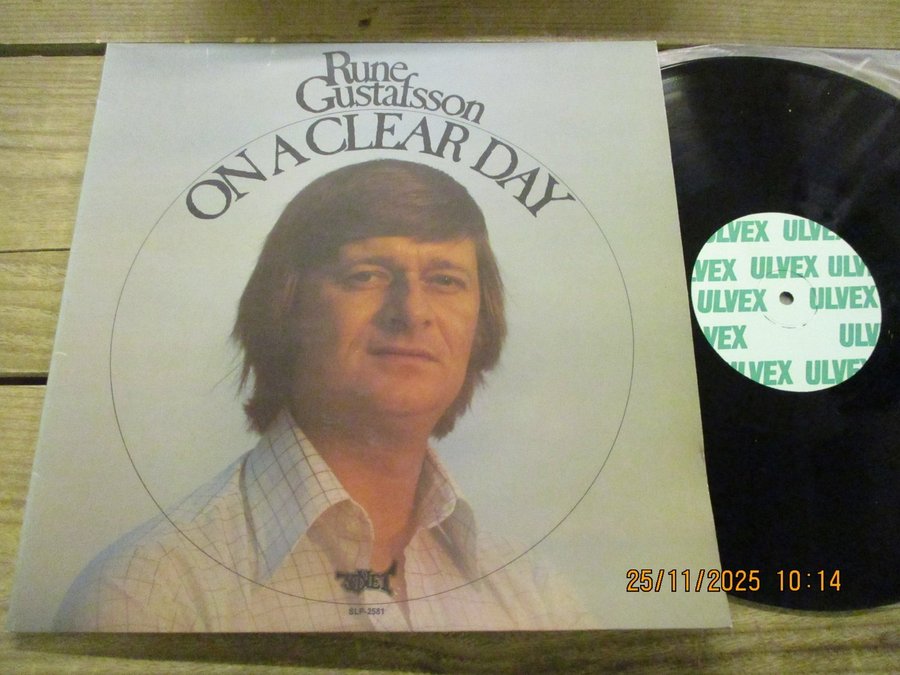 Rune
Gustafsson
ON A CLEAR DAY
SLP-2581
ULVEX ULVEX
ULVEX ULVEX ULV
ULVEX ULVEX
VEX ULV
ULVEX ULVEX
25/11/2025 10:14